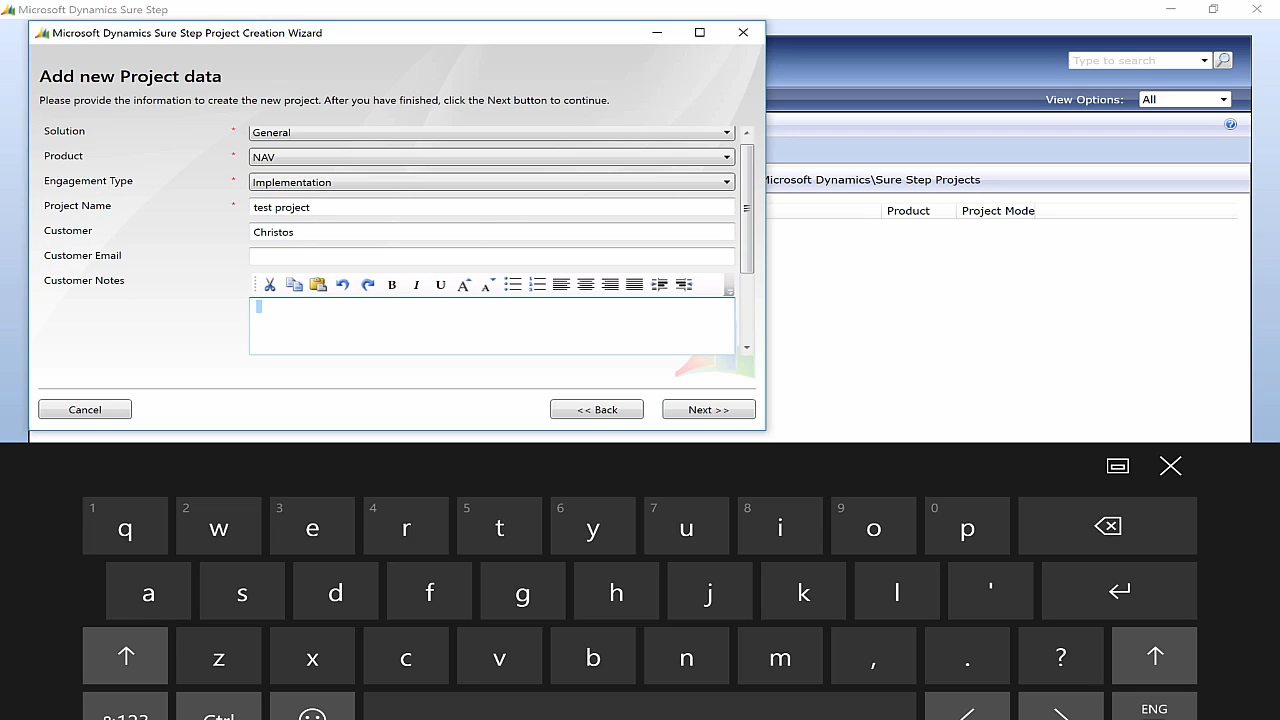 Microsoft Dynamics Sure Step
Microsoft Dynamics Sure Step Project Creation Wizard
Add new Project data
Please provide the information to create the new project. After you have finished, click the Next button to continue.
Solution * General
Product * NAV
Engagement Type * Implementation
Project Name * test project
Customer Christos
Customer Email
Customer Notes
B I U A A
Cancel << Back Next >>
Type to search
View Options: All
Microsoft Dynamics\Sure Step Projects
Product Project Mode
1 q 2 w 3 e 4 r 5 t 6 y 7 u 8 i 9 o 0 p
a s d f g h j k l '
z x c v b n m , . ?
&123 Ctrl < > ENG